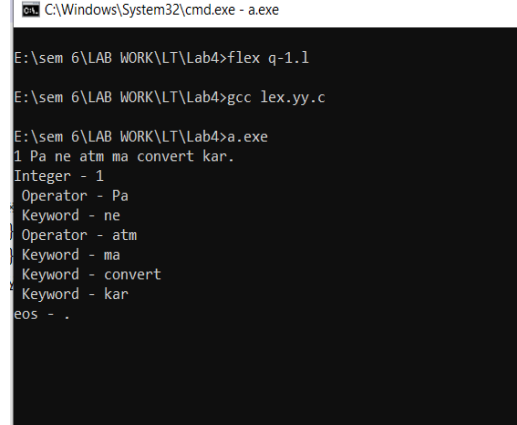 C:\Windows\System32\cmd.exe - a.exe
E:\sem 6\LAB WORK\LT\Lab4>flex q-1.l
E:\sem 6\LAB WORK\LT\Lab4>gcc lex.yy.c
E:\sem 6\LAB WORK\LT\Lab4>a.exe
1 Pa ne atm ma convert kar.
Integer - 1
Operator - Pa
Keyword - ne
Operator - atm
Keyword - ma
Keyword - convert
Keyword - kar
eos - .